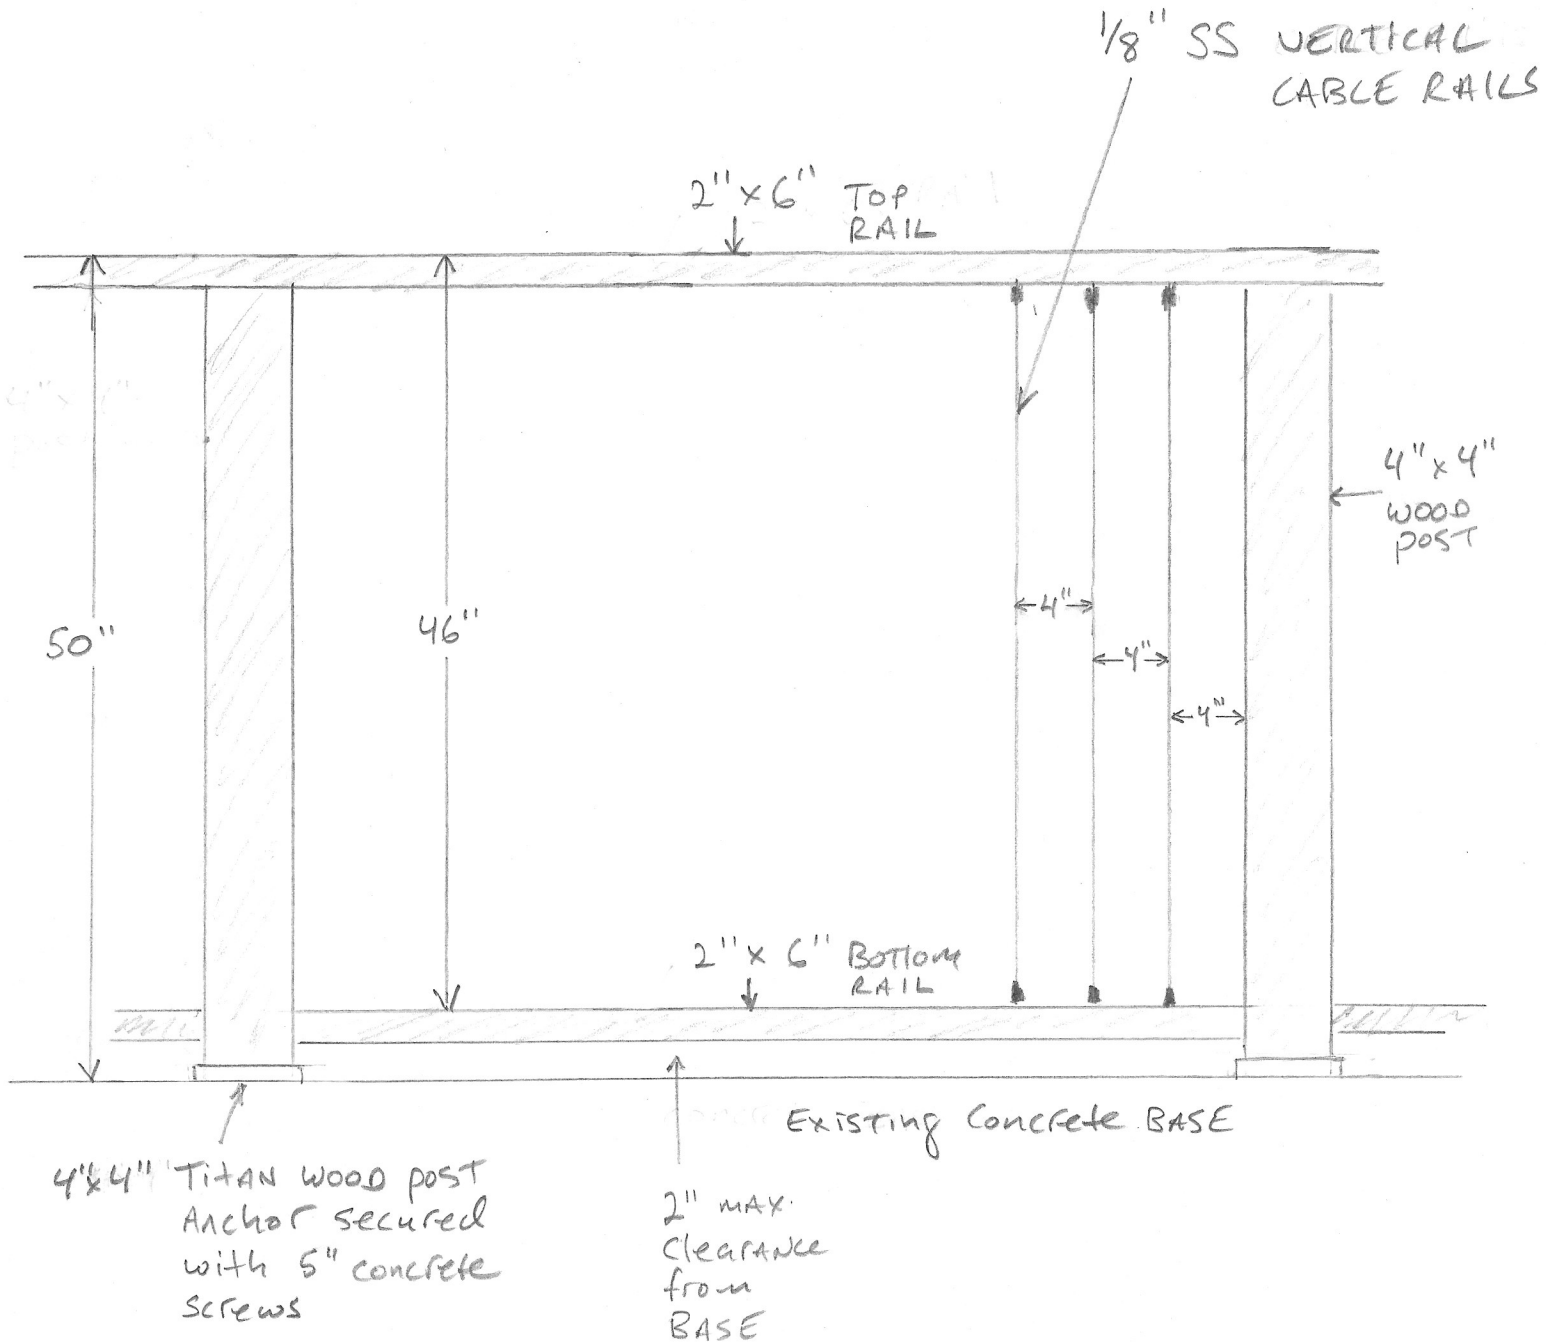 1/8" SS VERTICAL
CABLE RAILS
2"x6" TOP
RAIL
4"x4"
WOOD
POST
50"
46"
4"
4"
4"
2"x 6" BOTTOM
RAIL
EXISTING CONCRETE BASE
4"x4" TITAN WOOD POST
ANCHOR SECURED
WITH 5" CONCRETE
SCREWS
2" MAX.
CLEARANCE
from
BASE